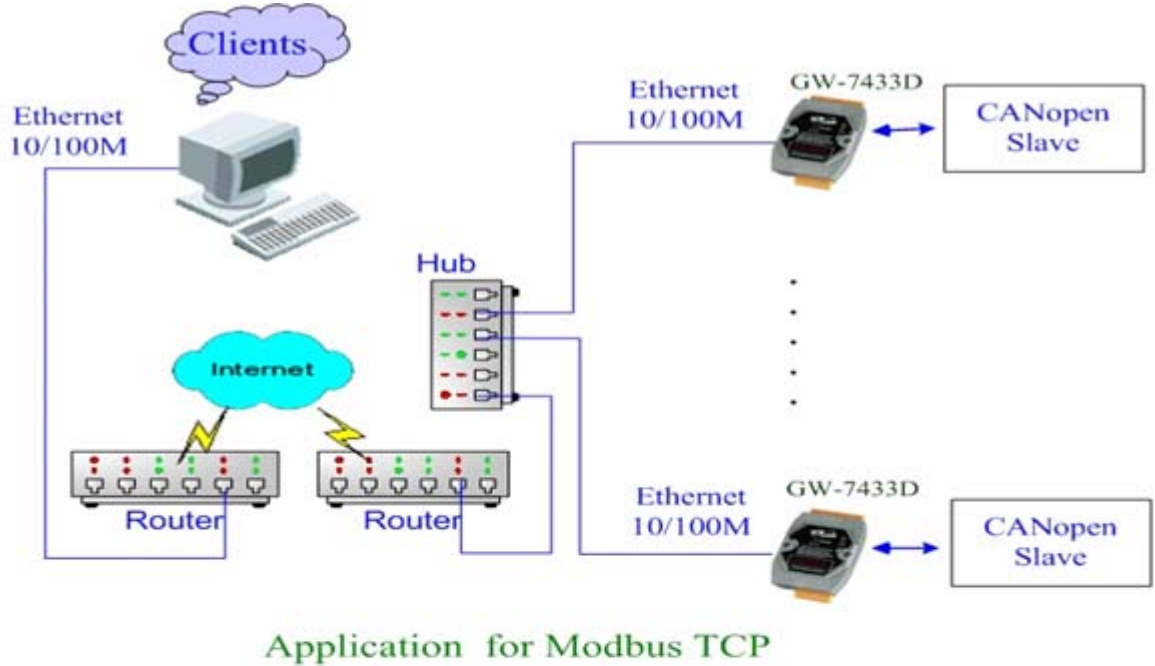 Clients
Ethernet
10/100M
Ethernet
10/100M
GW-7433D
CANopen
Slave
Hub
Internet
Router
Router
Ethernet
10/100M
GW-7433D
CANopen
Slave
Application for Modbus TCP